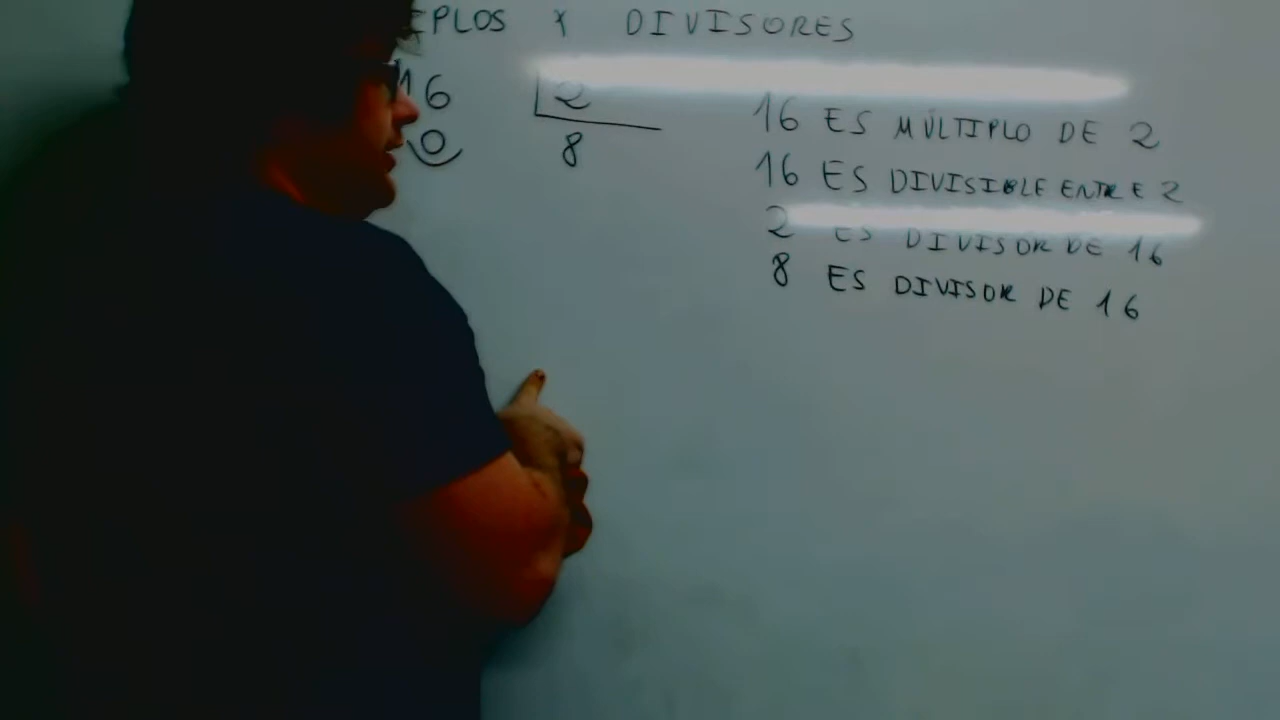 IPLOS Y DIVISORES
16 2
0 8
16 ES MÚLTIPLO DE 2
16 ES DIVISIBLE ENTRE 2
2 ES DIVISOR DE 16
8 ES DIVISOR DE 16